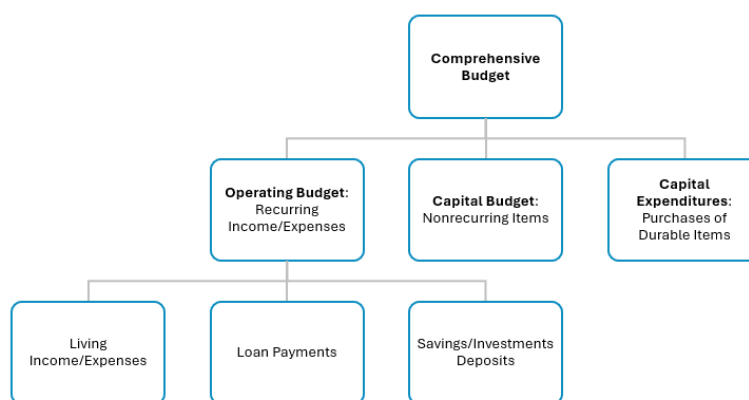 Comprehensive
Budget
Operating Budget:
Recurring
Income/Expenses
Capital Budget:
Nonrecurring Items
Capital
Expenditures:
Purchases of
Durable Items
Living
Income/Expenses
Loan Payments
Savings/Investments
Deposits